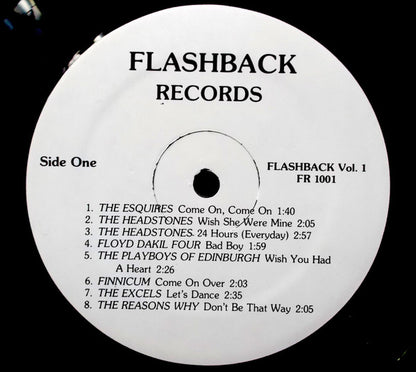 FLASHBACK
RECORDS
Side One
FLASHBACK Vol. 1
FR 1001
1. THE ESQUIRES Come On, Come On 1:40
2. THE HEADSTONES Wish She Were Mine 2:05
3. THE HEADSTONES 24 Hours (Everyday) 2:57
4. FLOYD DAKIL FOUR Bad Boy 1:59
5. THE PLAYBOYS OF EDINBURGH Wish You Had
A Heart 2:26
6. FINNICUM Come On Over 2:03
7. THE EXCELS Let's Dance 2:35
8. THE REASONS WHY Don't Be That Way 2:05